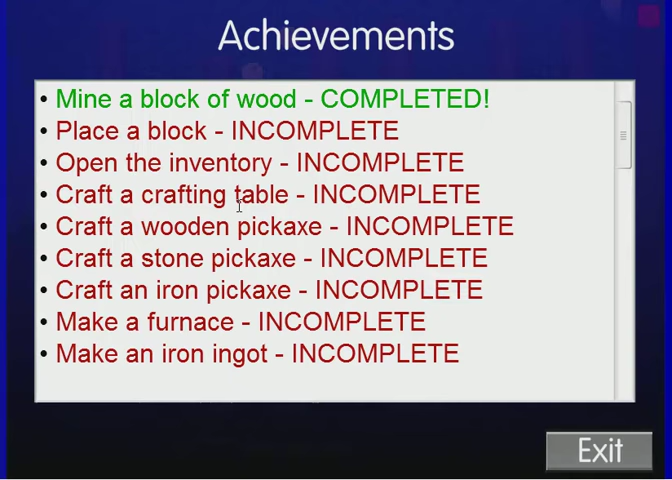 Achievements
• Mine a block of wood - COMPLETED!
• Place a block - INCOMPLETE
• Open the inventory - INCOMPLETE
• Craft a crafting table - INCOMPLETE
• Craft a wooden pickaxe - INCOMPLETE
• Craft a stone pickaxe - INCOMPLETE
• Craft an iron pickaxe - INCOMPLETE
• Make a furnace - INCOMPLETE
• Make an iron ingot - INCOMPLETE
Exit